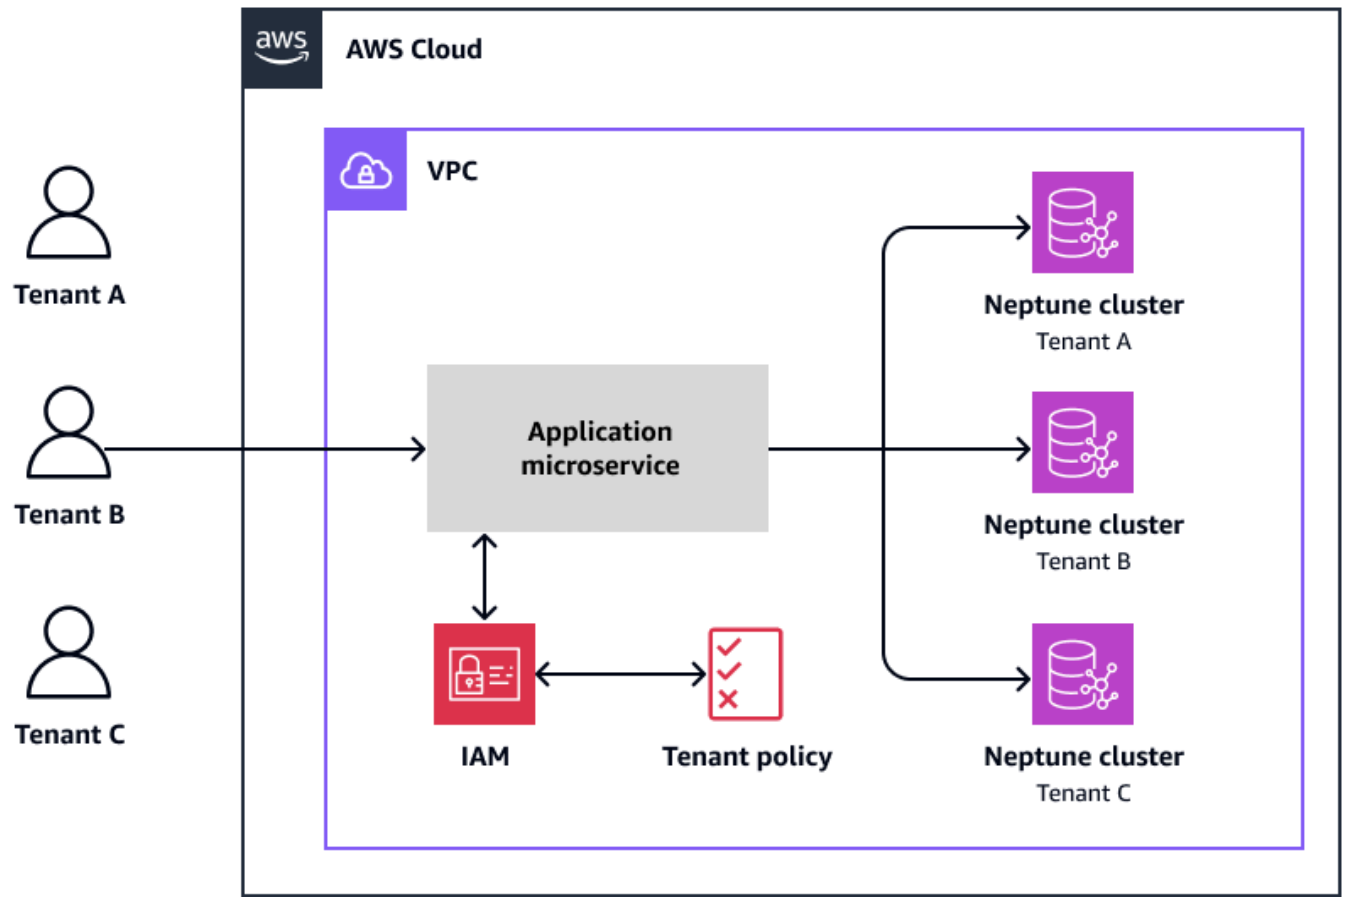 aws
AWS Cloud
VPC
Tenant A
Neptune cluster
Tenant A
Application
microservice
Tenant B
Neptune cluster
Tenant B
Tenant C
IAM
Tenant policy
Neptune cluster
Tenant C